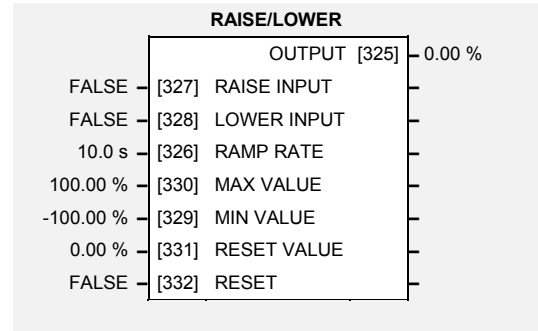 RAISE/LOWER
OUTPUT [325] – 0.00 %
FALSE – [327] RAISE INPUT –
FALSE – [328] LOWER INPUT –
10.0 s – [326] RAMP RATE –
100.00 % – [330] MAX VALUE –
-100.00 % – [329] MIN VALUE –
0.00 % – [331] RESET VALUE –
FALSE – [332] RESET –